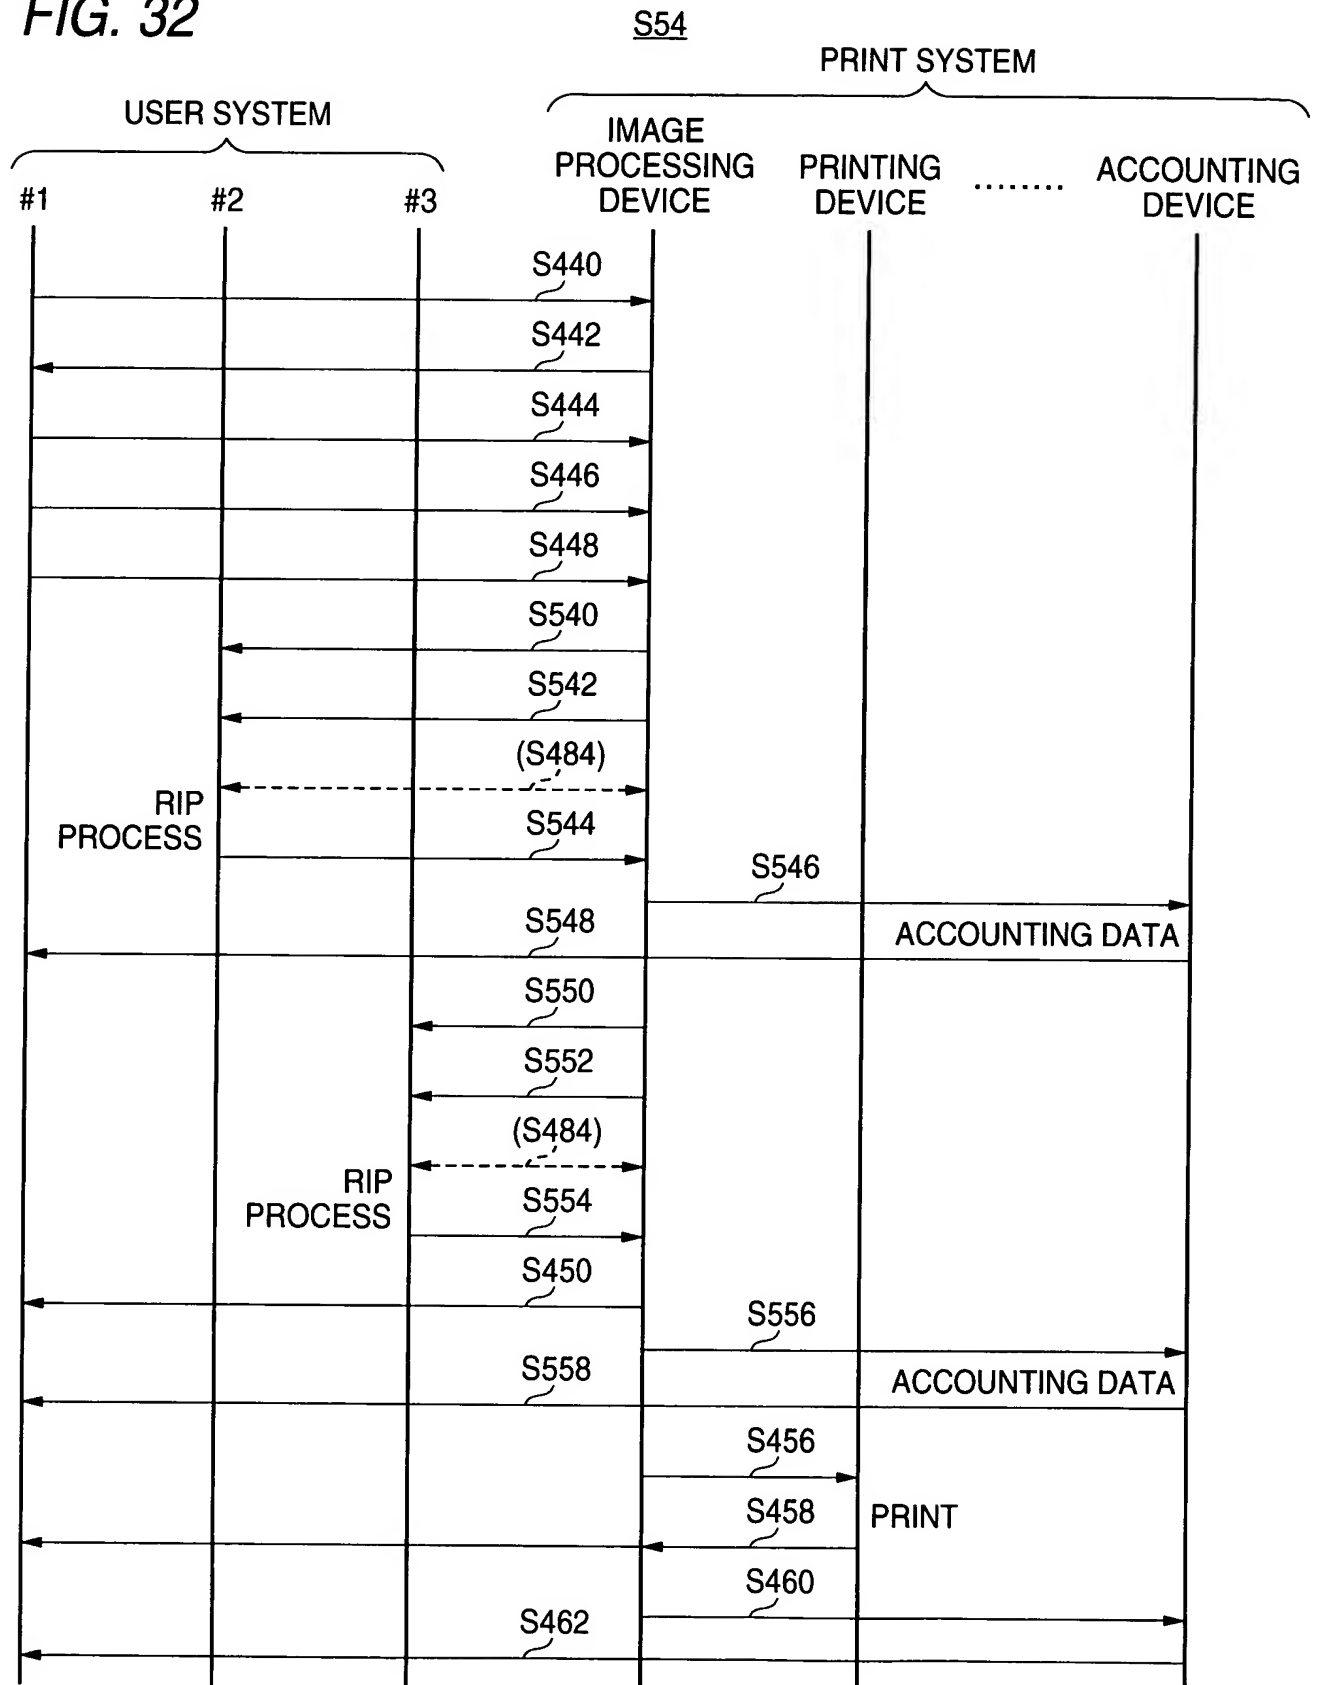 FIG. 32
S54
PRINT SYSTEM
USER SYSTEM
IMAGE
PROCESSING
DEVICE
PRINTING
DEVICE
........
ACCOUNTING
DEVICE
#1
#2
#3
S440
S442
S444
S446
S448
S540
S542
(S484)
RIP
PROCESS
S544
S546
S548
ACCOUNTING DATA
S550
S552
(S484)
RIP
PROCESS
S554
S450
S556
S558
ACCOUNTING DATA
S456
S458
PRINT
S460
S462